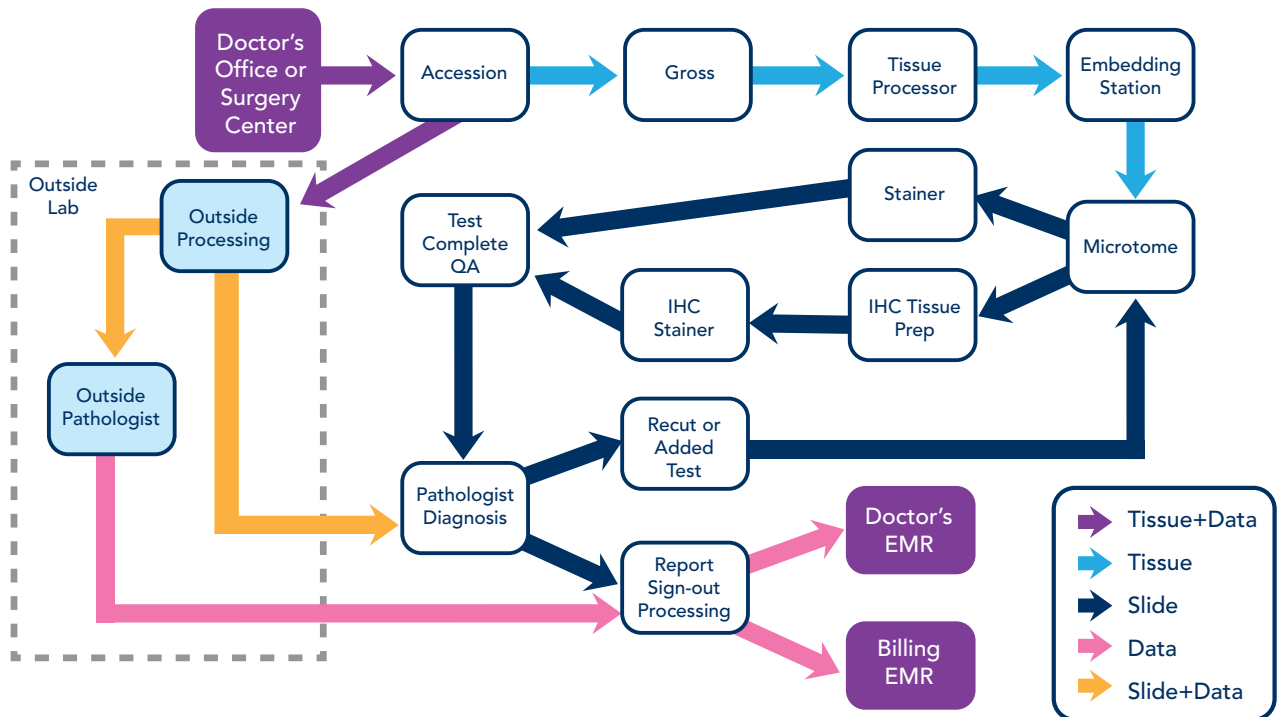 Doctor's
Office or
Surgery
Center
Accession
Gross
Tissue
Processor
Embedding
Station
Outside
Lab
Outside
Processing
Test
Complete
QA
Stainer
Microtome
IHC
Stainer
IHC Tissue
Prep
Outside
Pathologist
Recut or
Added
Test
Pathologist
Diagnosis
Doctor's
EMR
Report
Sign-out
Processing
Billing
EMR
Tissue+Data
Tissue
Slide
Data
Slide+Data